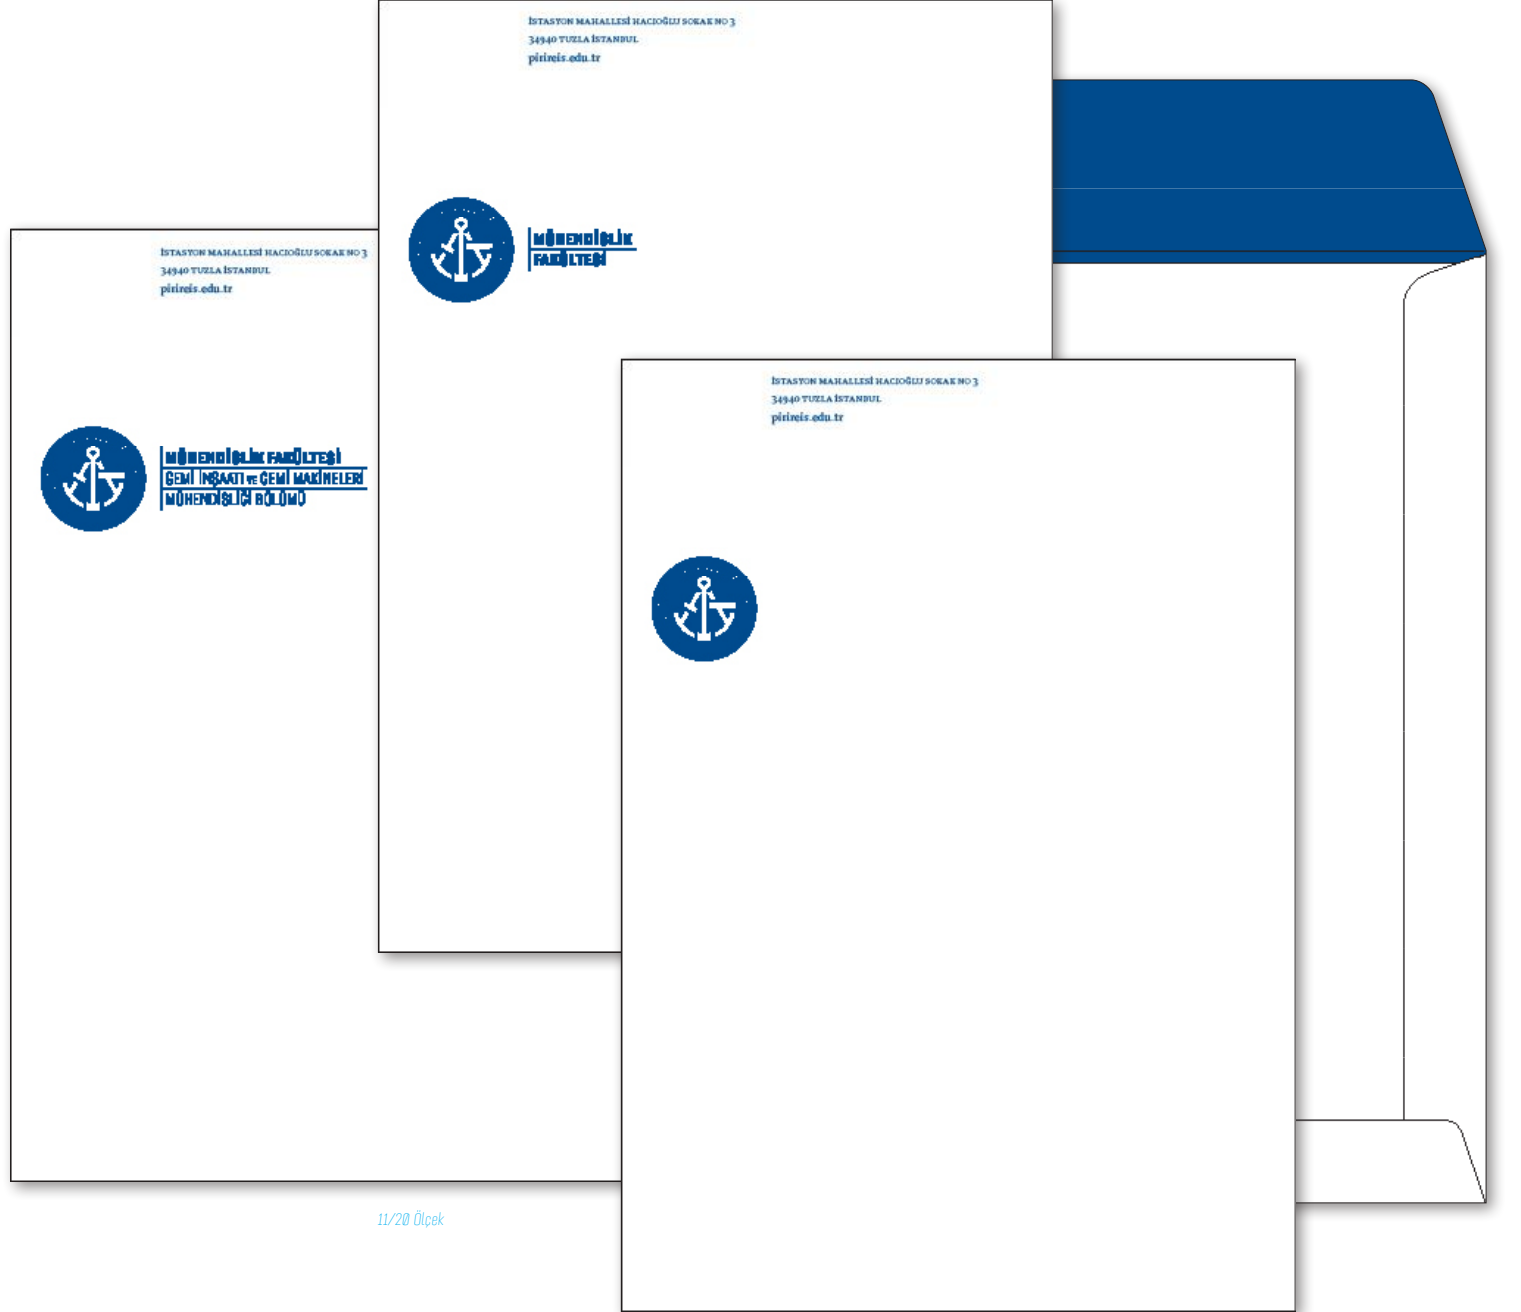 İSTASYON MAHALLESİ HACIOĞLU SOKAK NO 3
34940 TUZLA İSTANBUL
pirireis.edu.tr
MÜHENDİSLİK
FAKÜLTESİ
İSTASYON MAHALLESİ HACIOĞLU SOKAK NO 3
34940 TUZLA İSTANBUL
pirireis.edu.tr
MÜHENDİSLİK FAKÜLTESİ
GEMİ İNŞAATI VE GEMİ MAKİNELERİ
MÜHENDİSLİĞİ BÖLÜMÜ
İSTASYON MAHALLESİ HACIOĞLU SOKAK NO 3
34940 TUZLA İSTANBUL
pirireis.edu.tr
11/20 Ölçek